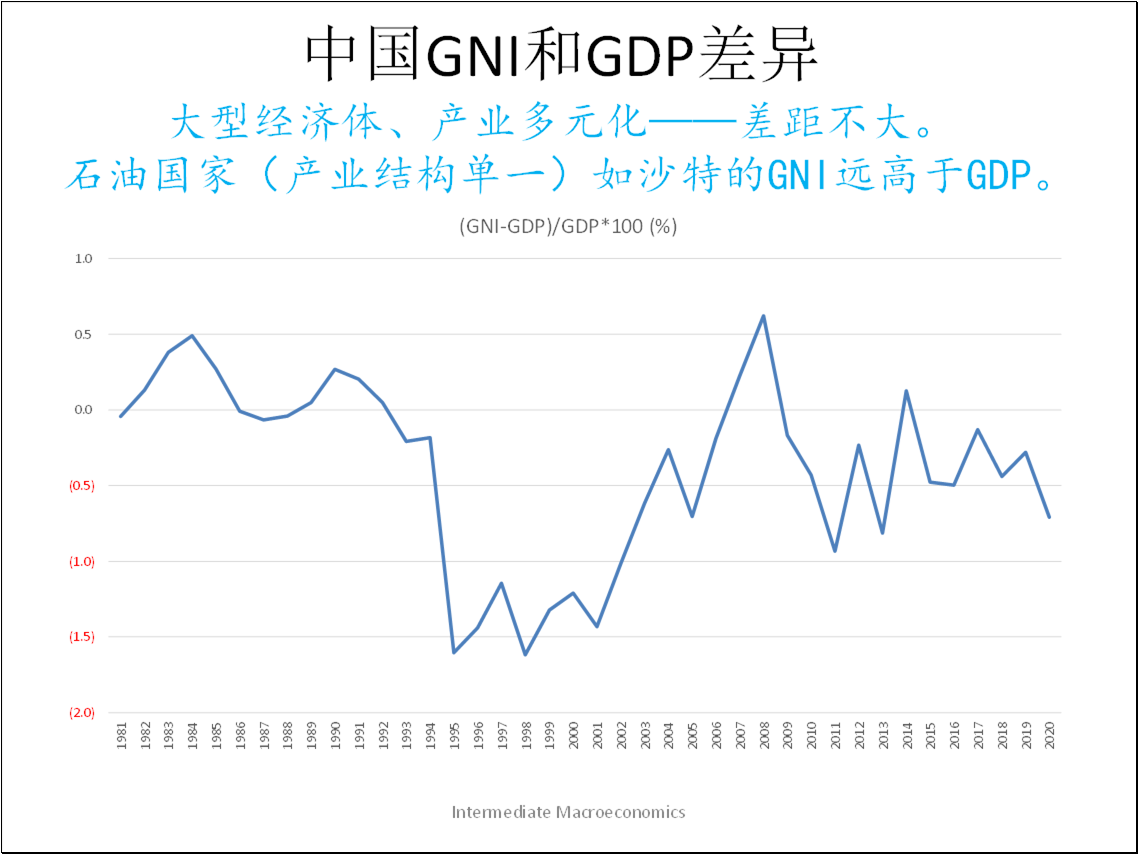 中国GNI和GDP差异
大型经济体、产业多元化——差距不大。
石油国家（产业结构单一）如沙特的GNI远高于GDP。
(GNI-GDP)/GDP*100 (%)
1.0
0.5
0.0
(0.5)
(1.0)
(1.5)
(2.0)
1981 1982 1983 1984 1985 1986 1987 1988 1989 1990 1991 1992 1993 1994 1995 1996 1997 1998 1999 2000 2001 2002 2003 2004 2005 2006 2007 2008 2009 2010 2011 2012 2013 2014 2015 2016 2017 2018 2019 2020
Intermediate Macroeconomics